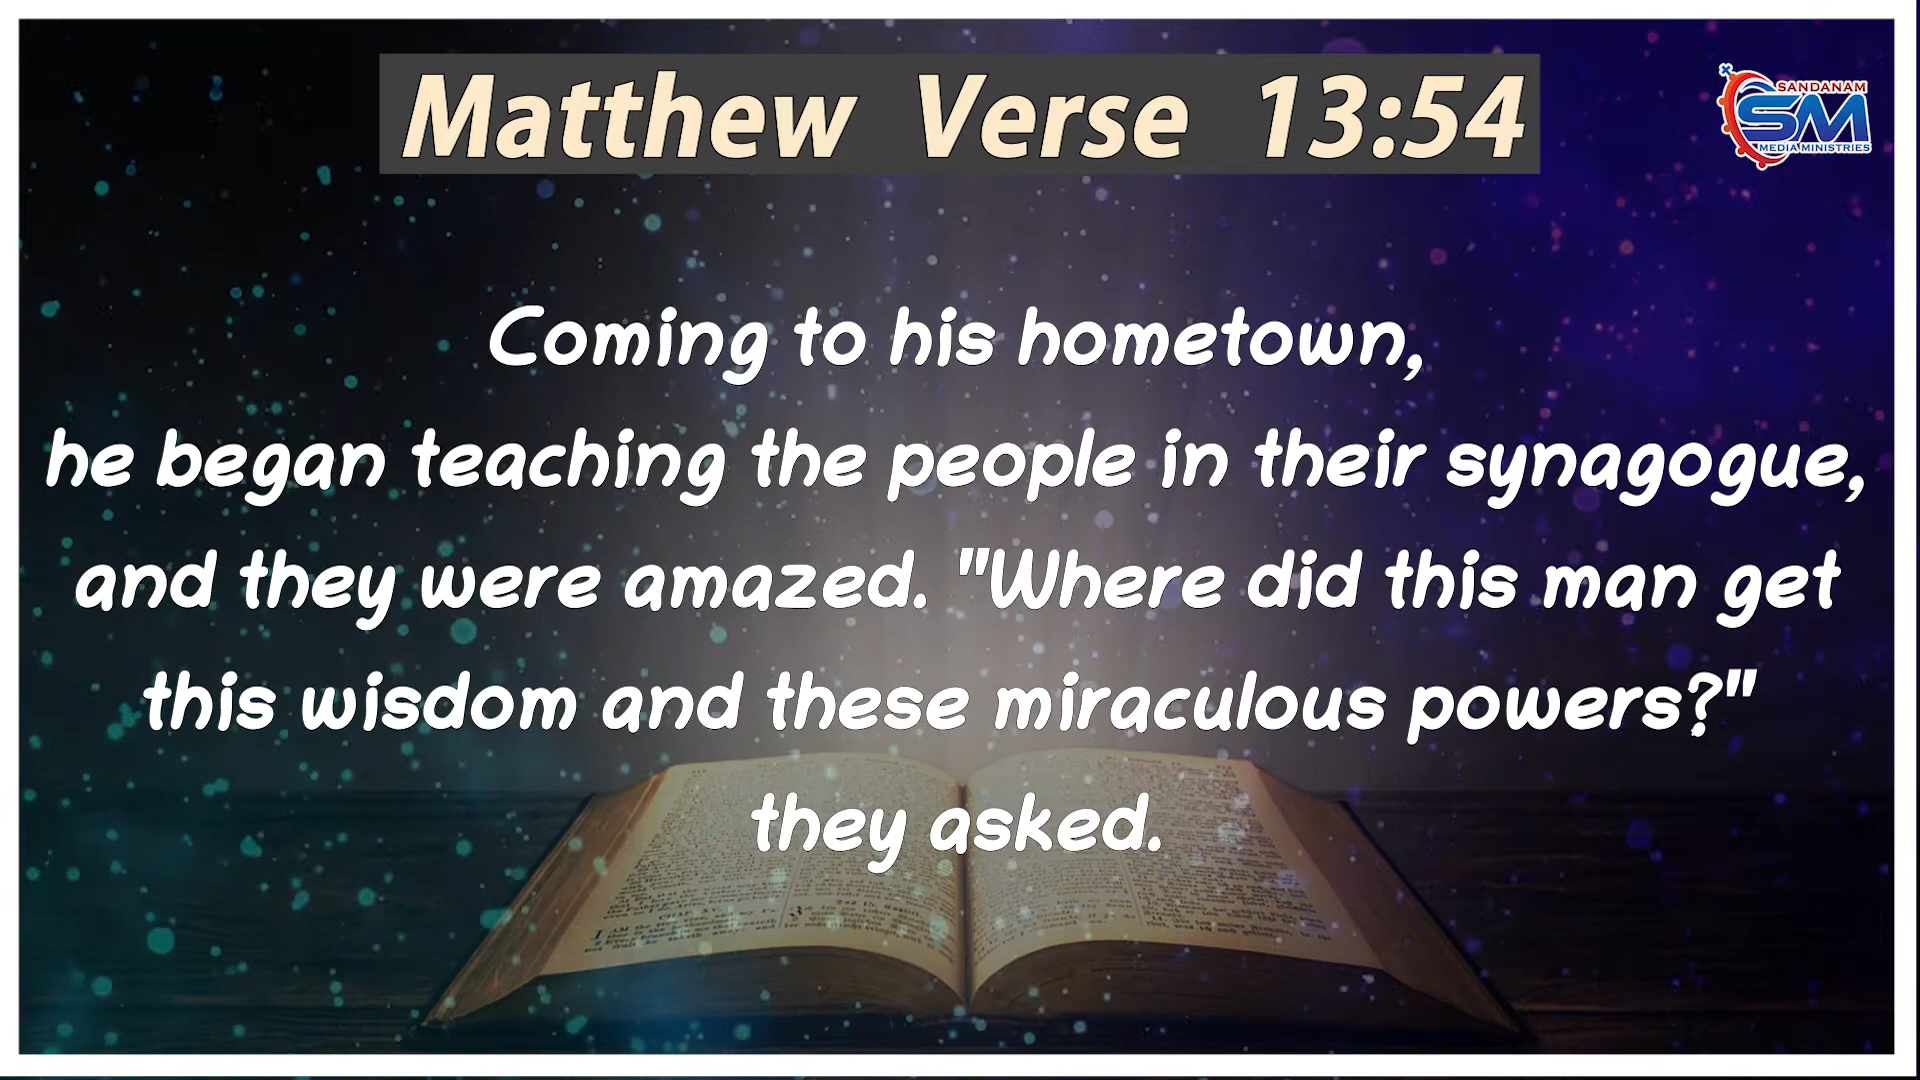 Matthew Verse 13:54
SANDANAM
SM
MEDIA MINISTRIES
Coming to his hometown,
he began teaching the people in their synagogue,
and they were amazed. "Where did this man get
this wisdom and these miraculous powers?"
they asked.